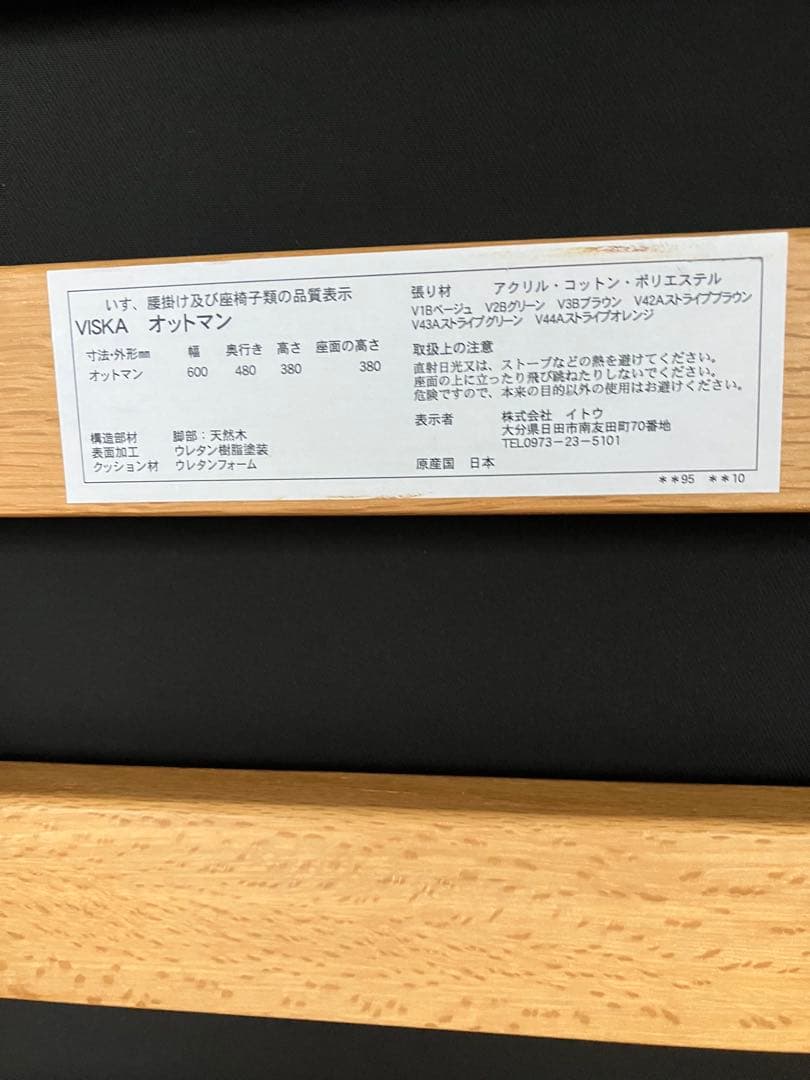 いす、腰掛け及び座椅子類の品質表示
VISKA オットマン
寸法・外形㎜ 幅 奥行き 高さ 座面の高さ
オットマン 600 480 380 380
構造部材 脚部：天然木
表面加工 ウレタン樹脂塗装
クッション材 ウレタンフォーム
張り材 アクリル・コットン・ポリエステル
V1Bベージュ V2Bグリーン V3Bブラウン V42Aストライプブラウン
V43Aストライプグリーン V44Aストライプオレンジ
取扱上の注意
直射日光又は、ストーブなどの熱を避けてください。
座面の上に立ったり飛び跳ねたりしないでください。
危険ですので、本来の目的以外の使用はお避けください。
表示者 株式会社 イトウ
大分県日田市南友田町70番地
TEL0973－23－5101
原産国 日本
＊＊95 ＊＊10